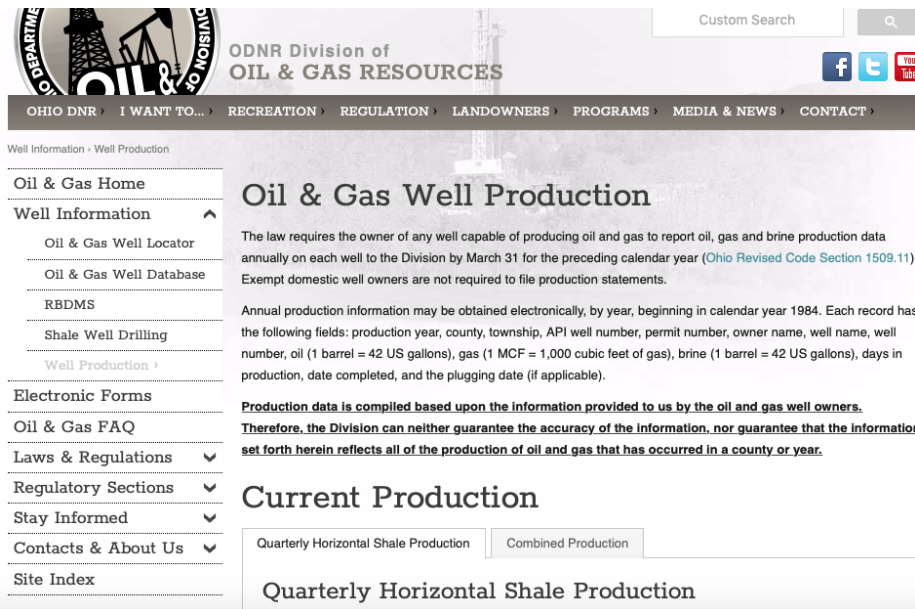 Custom Search
O DEPARTM
DIVISION OF
OIL &
ODNR Division of
OIL & GAS RESOURCES
f
t
You
Tube
OHIO DNR › I WANT TO... › RECREATION › REGULATION › LANDOWNERS › PROGRAMS › MEDIA & NEWS › CONTACT ›
Well Information › Well Production
Oil & Gas Home
Well Information
Oil & Gas Well Locator
Oil & Gas Well Database
RBDMS
Shale Well Drilling
Well Production ›
Electronic Forms
Oil & Gas FAQ
Laws & Regulations
Regulatory Sections
Stay Informed
Contacts & About Us
Site Index
Oil & Gas Well Production
The law requires the owner of any well capable of producing oil and gas to report oil, gas and brine production data
annually on each well to the Division by March 31 for the preceding calendar year (Ohio Revised Code Section 1509.11)
Exempt domestic well owners are not required to file production statements.
Annual production information may be obtained electronically, by year, beginning in calendar year 1984. Each record has
the following fields: production year, county, township, API well number, permit number, owner name, well name, well
number, oil (1 barrel = 42 US gallons), gas (1 MCF = 1,000 cubic feet of gas), brine (1 barrel = 42 US gallons), days in
production, date completed, and the plugging date (if applicable).
Production data is compiled based upon the information provided to us by the oil and gas well owners.
Therefore, the Division can neither guarantee the accuracy of the information, nor guarantee that the information
set forth herein reflects all of the production of oil and gas that has occurred in a county or year.
Current Production
Quarterly Horizontal Shale Production
Combined Production
Quarterly Horizontal Shale Production